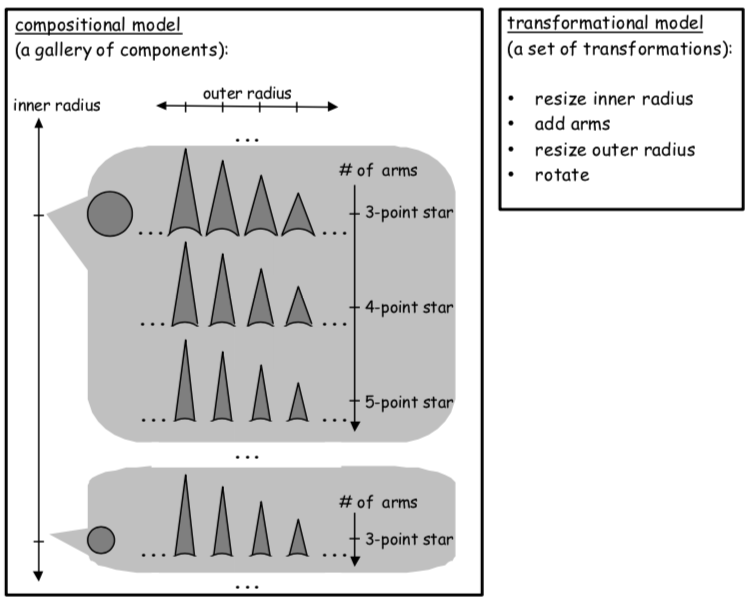 compositional model
(a gallery of components):
outer radius
inner radius
...
# of arms
3-point star
... ...
4-point star
... ...
5-point star
... ...
...
# of arms
3-point star
... ...
...
transformational model
(a set of transformations):
• resize inner radius
• add arms
• resize outer radius
• rotate